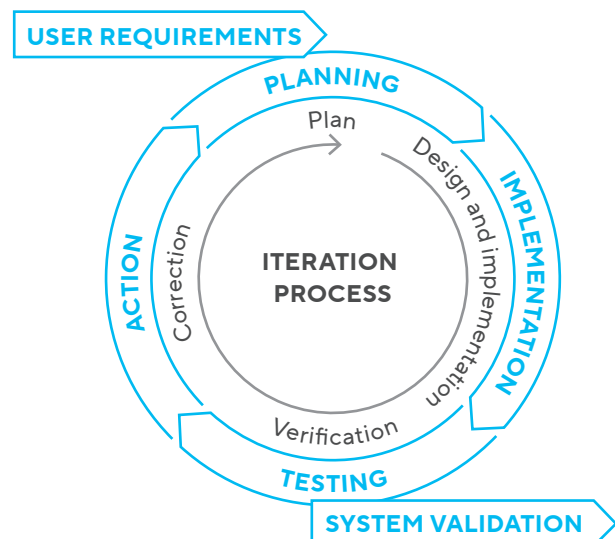 USER REQUIREMENTS
PLANNING
Plan
Design and implementation
IMPLEMENTATION
ITERATION
PROCESS
ACTION
Correction
Verification
TESTING
SYSTEM VALIDATION